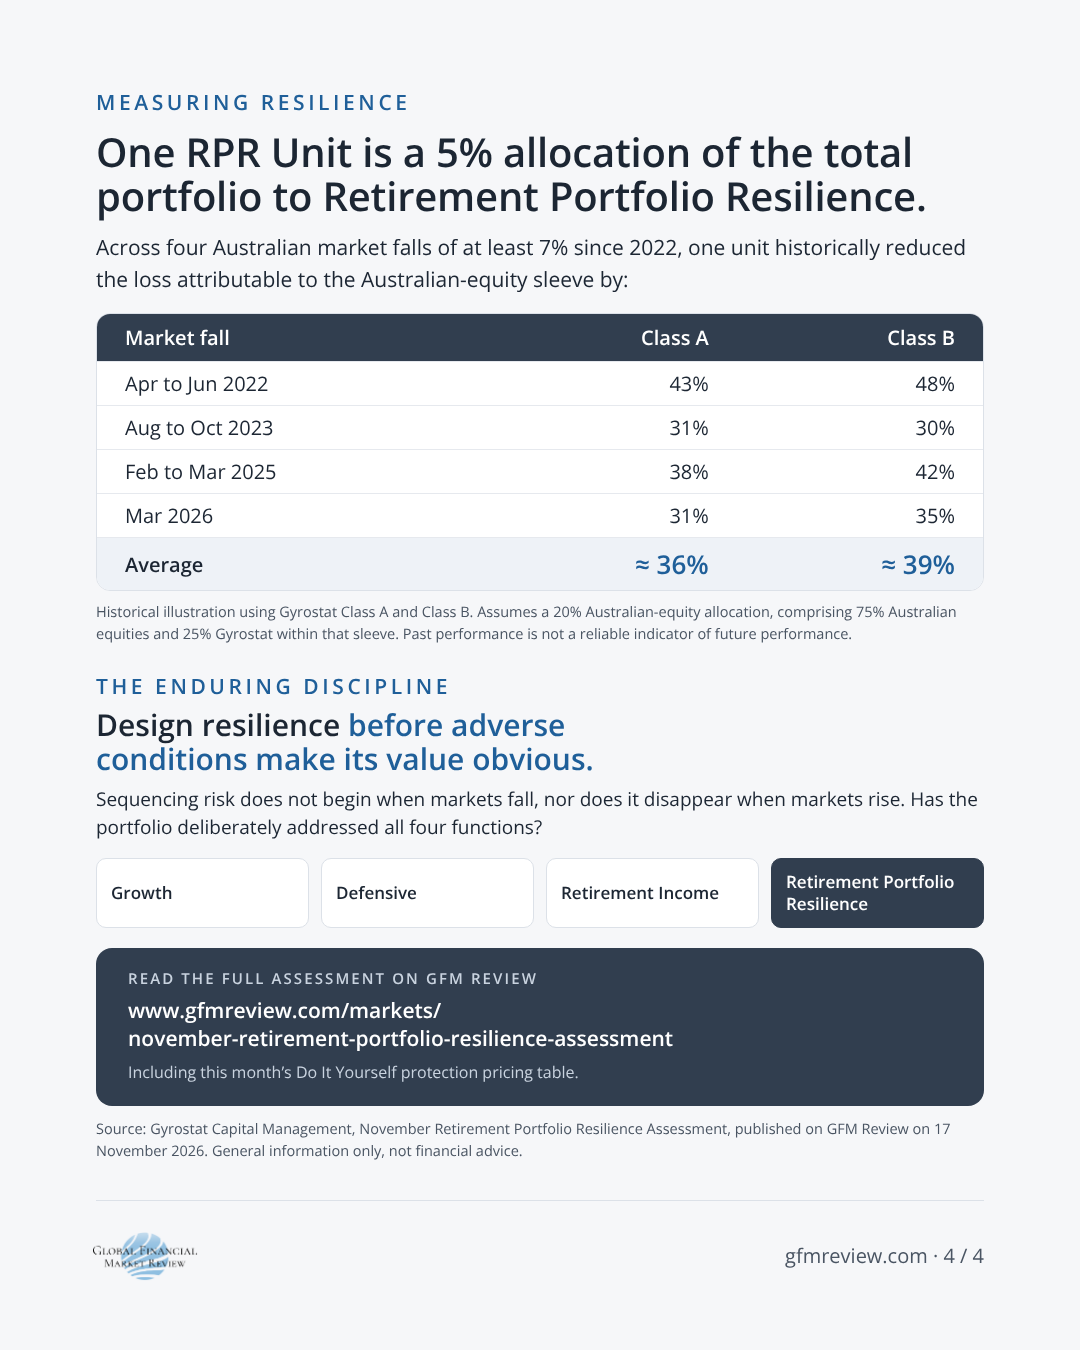 MEASURING RESILIENCE
One RPR Unit is a 5% allocation of the total
portfolio to Retirement Portfolio Resilience.
Across four Australian market falls of at least 7% since 2022, one unit historically reduced
the loss attributable to the Australian-equity sleeve by:
Market fall Class A Class B
Apr to Jun 2022 43% 48%
Aug to Oct 2023 31% 30%
Feb to Mar 2025 38% 42%
Mar 2026 31% 35%
Average ≈ 36% ≈ 39%
Historical illustration using Gyrostat Class A and Class B. Assumes a 20% Australian-equity allocation, comprising 75% Australian
equities and 25% Gyrostat within that sleeve. Past performance is not a reliable indicator of future performance.
THE ENDURING DISCIPLINE
Design resilience before adverse
conditions make its value obvious.
Sequencing risk does not begin when markets fall, nor does it disappear when markets rise. Has the
portfolio deliberately addressed all four functions?
Growth
Defensive
Retirement Income
Retirement Portfolio
Resilience
READ THE FULL ASSESSMENT ON GFM REVIEW
www.gfmreview.com/markets/
november-retirement-portfolio-resilience-assessment
Including this month’s Do It Yourself protection pricing table.
Source: Gyrostat Capital Management, November Retirement Portfolio Resilience Assessment, published on GFM Review on 17
November 2026. General information only, not financial advice.
GLOBAL FINANCIAL
MARKET REVIEW
gfmreview.com · 4 / 4